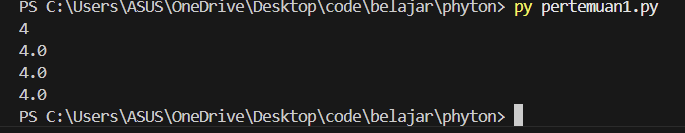 PS C:\Users\ASUS\OneDrive\Desktop\code\belajar\phyton> py pertemuan1.py
4
4.0
4.0
4.0
PS C:\Users\ASUS\OneDrive\Desktop\code\belajar\phyton>